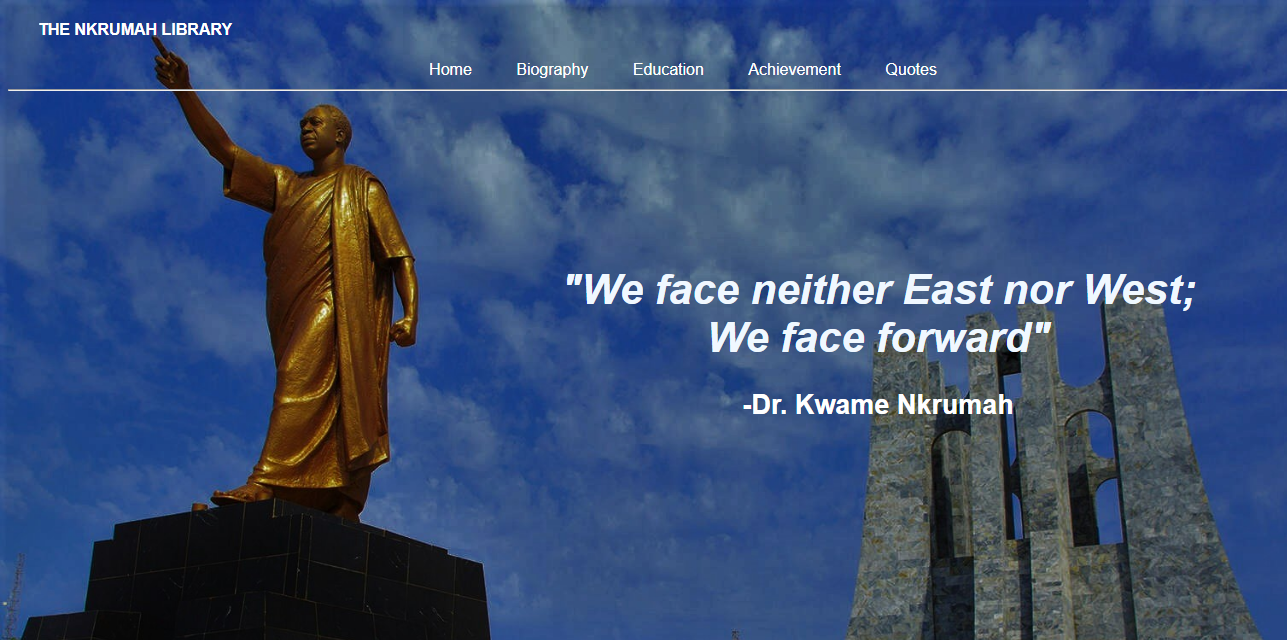 THE NKRUMAH LIBRARY
Home Biography Education Achievement Quotes
"We face neither East nor West;
We face forward"
-Dr. Kwame Nkrumah